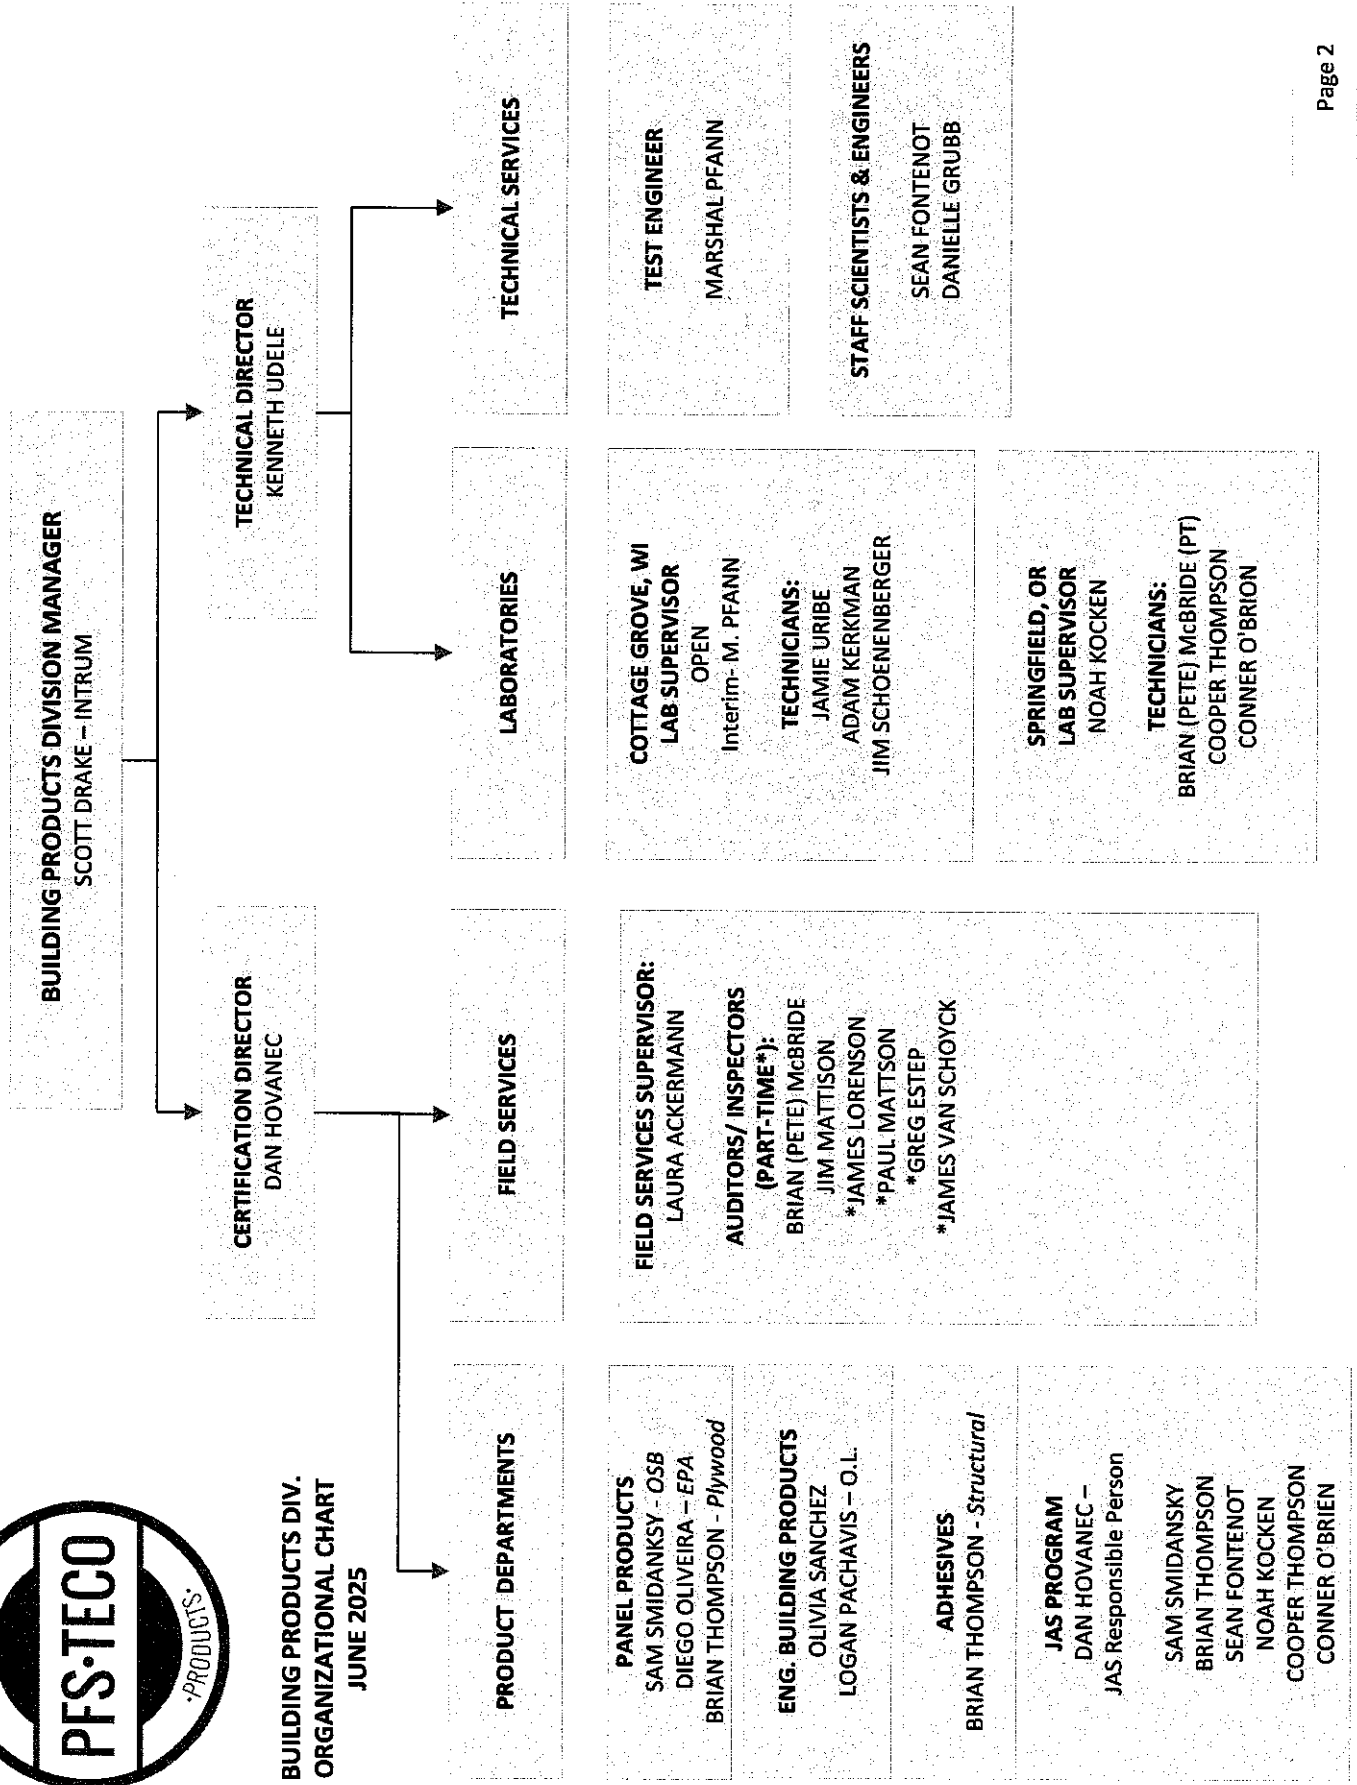 PFS·TECO
·PRODUCTS·
BUILDING PRODUCTS DIV.
ORGANIZATIONAL CHART
JUNE 2025
BUILDING PRODUCTS DIVISION MANAGER
SCOTT DRAKE – INTRUM
CERTIFICATION DIRECTOR
DAN HOVANEC
TECHNICAL DIRECTOR
KENNETH UDELE
PRODUCT DEPARTMENTS
FIELD SERVICES
LABORATORIES
TECHNICAL SERVICES
PANEL PRODUCTS
SAM SMIDANKSY - OSB
DIEGO OLIVEIRA – EPA
BRIAN THOMPSON - Plywood
ENG. BUILDING PRODUCTS
OLIVIA SANCHEZ
LOGAN PACHAVIS – O.L.
ADHESIVES
BRIAN THOMPSON - Structural
JAS PROGRAM
DAN HOVANEC –
JAS Responsible Person
SAM SMIDANSKY
BRIAN THOMPSON
SEAN FONTENOT
NOAH KOCKEN
COOPER THOMPSON
CONNER O'BRIEN
FIELD SERVICES SUPERVISOR:
LAURA ACKERMANN
AUDITORS/ INSPECTORS
(PART-TIME*):
BRIAN (PETE) McBRIDE
JIM MATTISON
*JAMES LORENSON
*PAUL MATTSON
*GREG ESTEP
*JAMES VAN SCHOYCK
COTTAGE GROVE, WI
LAB SUPERVISOR
OPEN
Interim- M. PFANN
TECHNICIANS:
JAMIE URIBE
ADAM KERKMAN
JIM SCHOENENBERGER
SPRINGFIELD, OR
LAB SUPERVISOR
NOAH KOCKEN
TECHNICIANS:
BRIAN (PETE) McBRIDE (PT)
COOPER THOMPSON
CONNER O'BRION
TEST ENGINEER
MARSHAL PFANN
STAFF SCIENTISTS & ENGINEERS
SEAN FONTENOT
DANIELLE GRUBB
Page 2